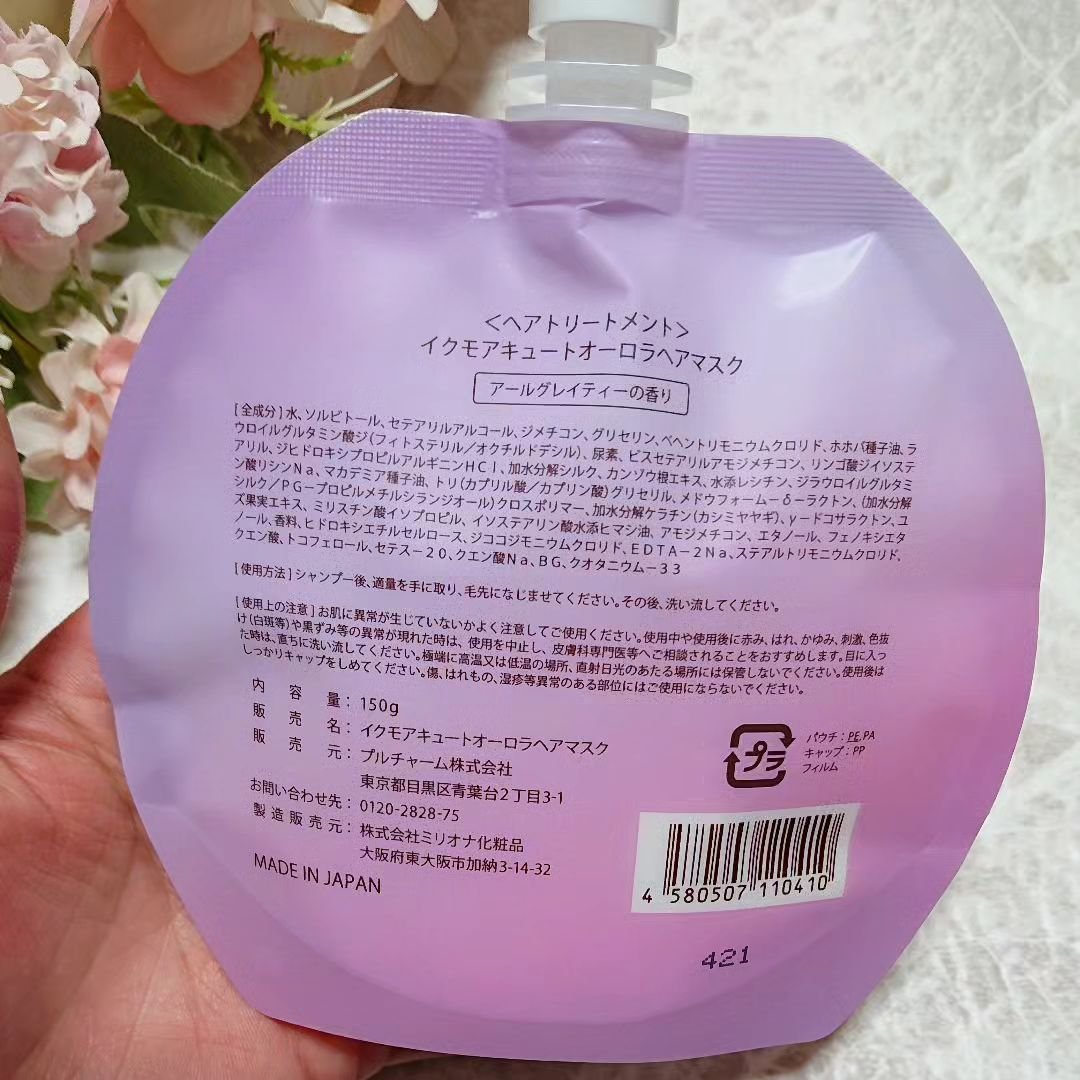 <ヘアトリートメント>
イクモアキュートオーロラヘアマスク
アールグレイティーの香り
[全成分]水、ソルビトール、セテアリルアルコール、ジメチコン、グリセリン、ベヘントリモニウムクロリド、ホホバ種子油、ラ
ウロイルグルタミン酸ジ(フィトステリル/オクチルドデシル)、尿素、ビスセテアリルアモジメチコン、リンゴ酸ジイソステ
アリル、ジヒドロキシプロピルアルギニンHCl、加水分解シルク、カンゾウ根エキス、水添レシチン、ジラウロイルグルタミ
ン酸リシンNa、マカデミア種子油、トリ(カプリル酸/カプリン酸)グリセリル、メドウフォーム-δ-ラクトン、(加水分解
シルク/PG-プロピルメチルシランジオール)クロスポリマー、加水分解ケラチン(カシミヤヤギ)、γ-ドコサラクトン、ユ
ズ果実エキス、ミリスチン酸イソプロピル、イソステアリン酸水添ヒマシ油、アモジメチコン、エタノール、フェノキシエタ
ノール、香料、ヒドロキシエチルセルロース、ジココジモニウムクロリド、EDTA-2Na、ステアルトリモニウムクロリド、
クエン酸、トコフェロール、セテス-20、クエン酸Na、BG、クオタニウム-33
[使用方法]シャンプー後、適量を手に取り、毛先になじませてください。その後、洗い流してください。
[使用上の注意]お肌に異常が生じていないかよく注意してご使用ください。使用中や使用後に赤み、はれ、かゆみ、刺激、色抜
け(白斑等)や黒ずみ等の異常が現れた時は、使用を中止し、皮膚科専門医等へご相談されることをおすすめします。目に入っ
た時は、直ちに洗い流してください。極端に高温又は低温の場所、直射日光のあたる場所には保管しないでください。使用後は
しっかりキャップをしめてください。傷、はれもの、湿疹等異常のある部位にはご使用にならないでください。
内容量:150g
販売名:イクモアキュートオーロラヘアマスク
販売元:プルチャーム株式会社
東京都目黒区青葉台2丁目3-1
お問い合わせ先:0120-2828-75
製造販売元:株式会社ミリオナ化粧品
大阪府東大阪市加納3-14-32
MADE IN JAPAN
プラ
パウチ:PE,PA
キャップ:PP
フィルム
4 580507 110410
421